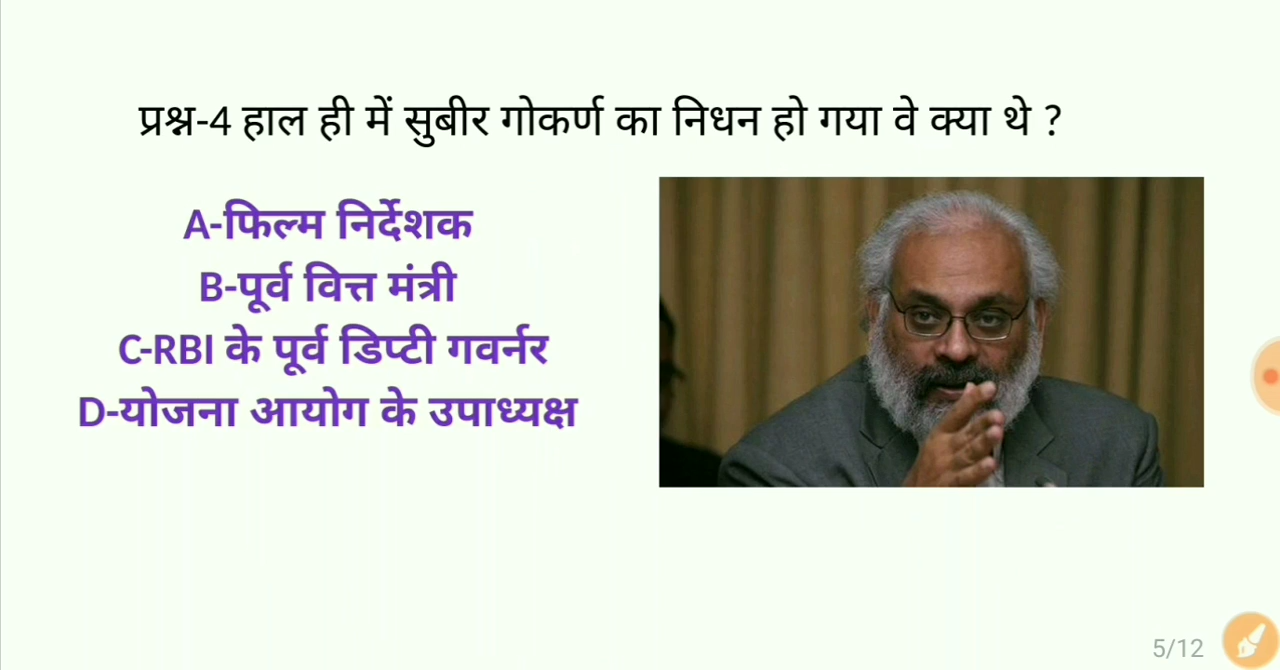 प्रश्न-4 हाल ही में सुबीर गोकर्ण का निधन हो गया वे क्या थे ?
A-फिल्म निर्देशक
B-पूर्व वित्त मंत्री
C-RBI के पूर्व डिप्टी गवर्नर
D-योजना आयोग के उपाध्यक्ष
5/12